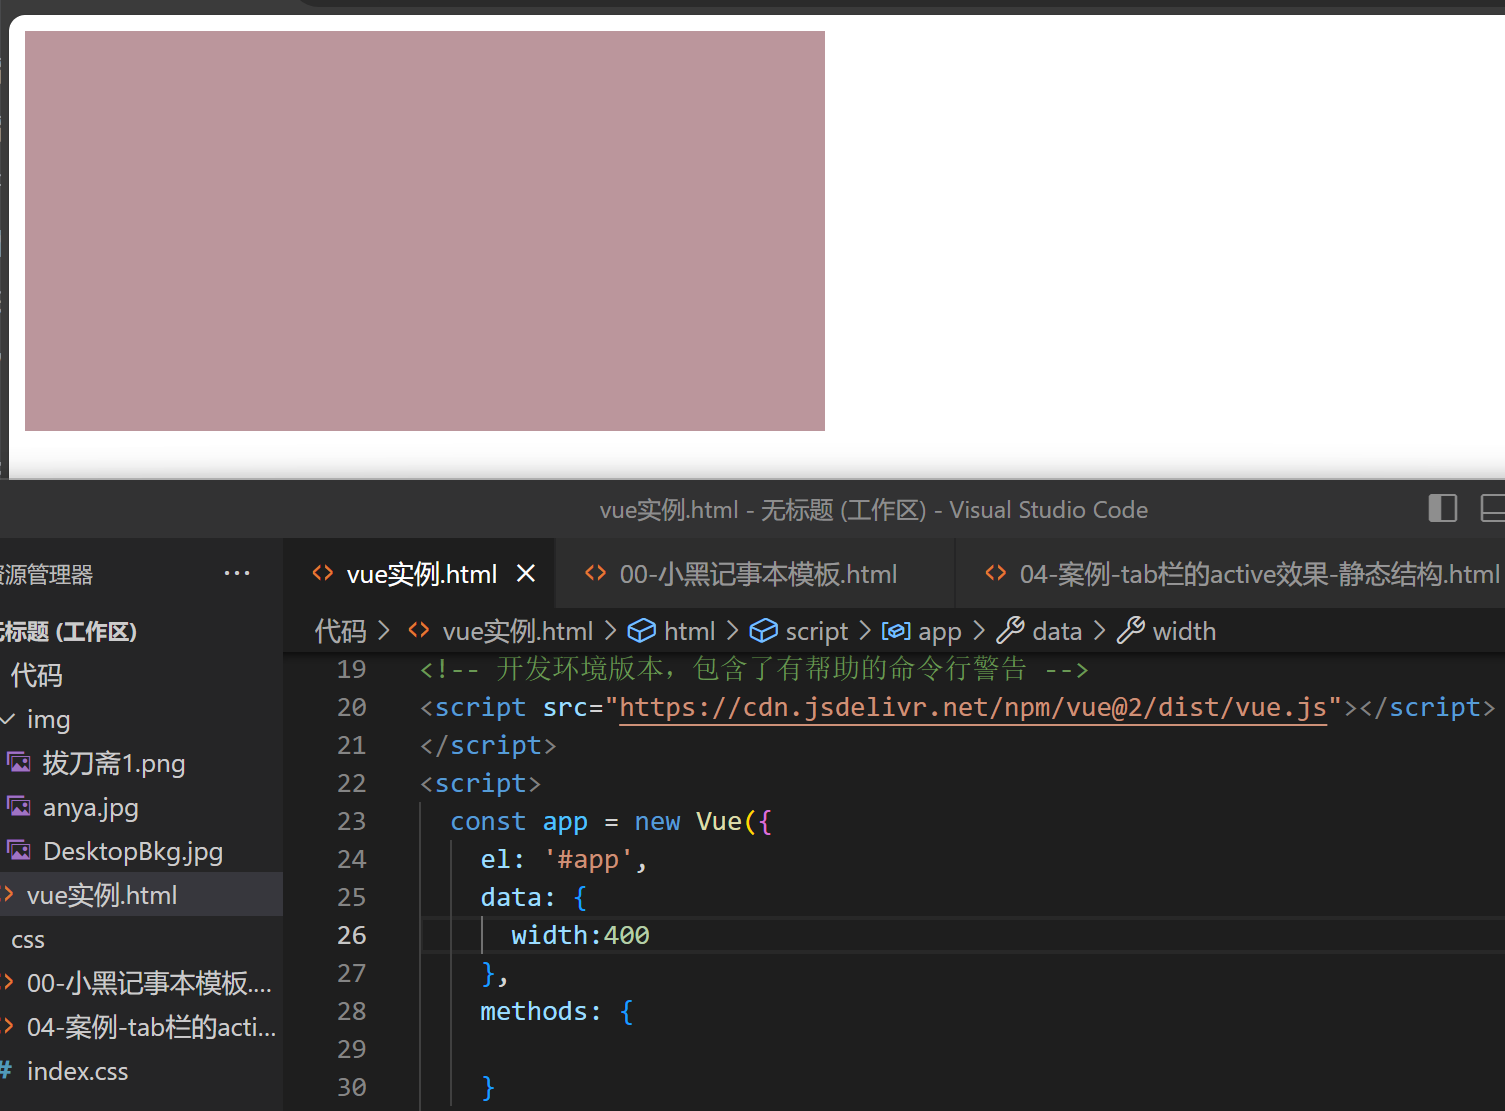 vue实例.html - 无标题 (工作区) - Visual Studio Code
资源管理器
vue实例.html
00-小黑记事本模板.html
04-案例-tab栏的active效果-静态结构.html
无标题 (工作区)
代码 > vue实例.html > html > script > app > data > width
代码
img
拔刀斋1.png
anya.jpg
DesktopBkg.jpg
vue实例.html
css
00-小黑记事本模板....
04-案例-tab栏的acti...
index.css
19 <!-- 开发环境版本，包含了有帮助的命令行警告 -->
20 <script src="https://cdn.jsdelivr.net/npm/vue@2/dist/vue.js"></script>
21 </script>
22 <script>
23 const app = new Vue({
24 el: '#app',
25 data: {
26 width:400
27 },
28 methods: {
29
30 }